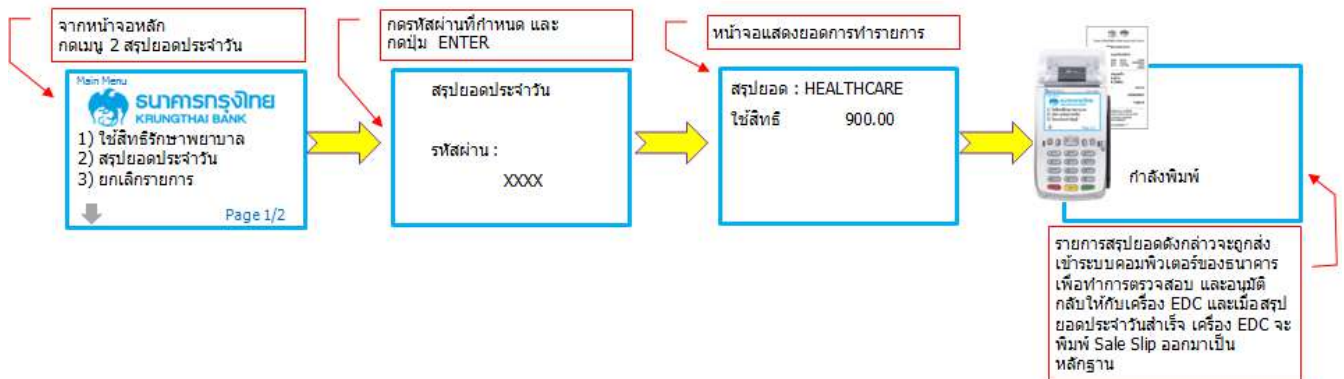 จากหน้าจอหลัก
กดเมนู 2 สรุปยอดประจำวัน
Main Menu
ธนาคารกรุงไทย
KRUNGTHAI BANK
1) ใช้สิทธิรักษาพยาบาล
2) สรุปยอดประจำวัน
3) ยกเลิกรายการ
Page 1/2
กดรหัสผ่านที่กำหนด และ
กดปุ่ม ENTER
สรุปยอดประจำวัน
รหัสผ่าน :
XXXX
หน้าจอแสดงยอดการทำรายการ
สรุปยอด : HEALTHCARE
ใช้สิทธิ 900.00
กำลังพิมพ์
รายการสรุปยอดดังกล่าวจะถูกส่ง
เข้าระบบคอมพิวเตอร์ของธนาคาร
เพื่อทำการตรวจสอบ และอนุมัติ
กลับให้กับเครื่อง EDC และเมื่อสรุป
ยอดประจำวันสำเร็จ เครื่อง EDC จะ
พิมพ์ Sale Slip ออกมาเป็น
หลักฐาน